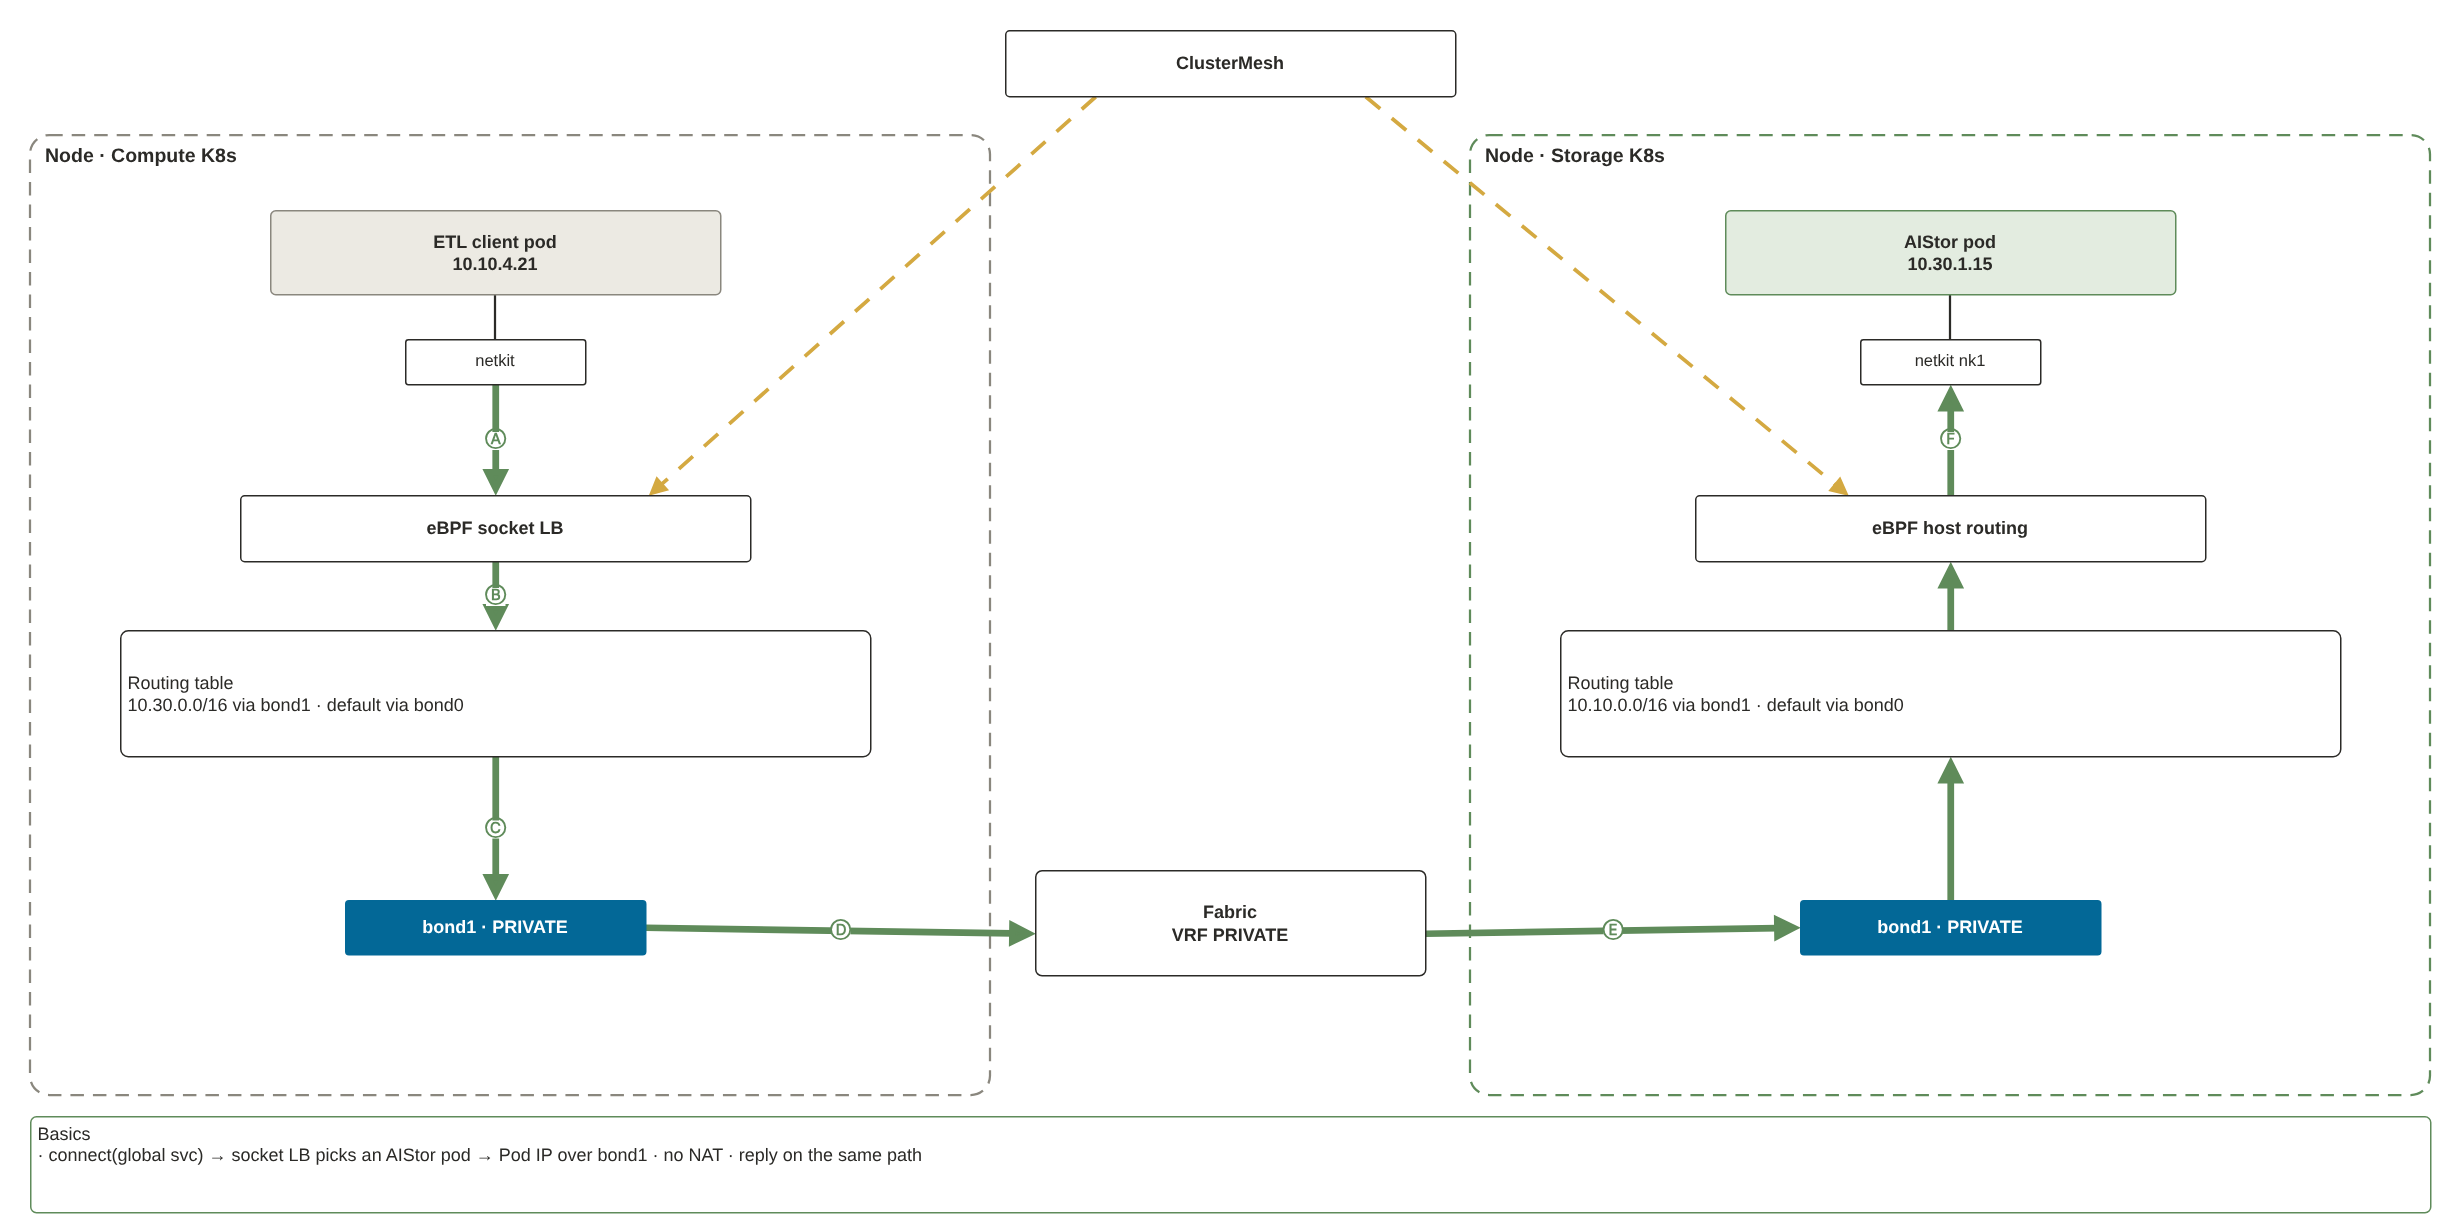 ClusterMesh
Node · Compute K8s
ETL client pod
10.10.4.21
netkit
Ⓐ
eBPF socket LB
Ⓑ
Routing table
10.30.0.0/16 via bond1 · default via bond0
Ⓒ
bond1 · PRIVATE
Ⓓ
Fabric
VRF PRIVATE
Ⓔ
Node · Storage K8s
AIStor pod
10.30.1.15
netkit nk1
Ⓕ
eBPF host routing
Routing table
10.10.0.0/16 via bond1 · default via bond0
bond1 · PRIVATE
Basics
· connect(global svc) → socket LB picks an AIStor pod → Pod IP over bond1 · no NAT · reply on the same path